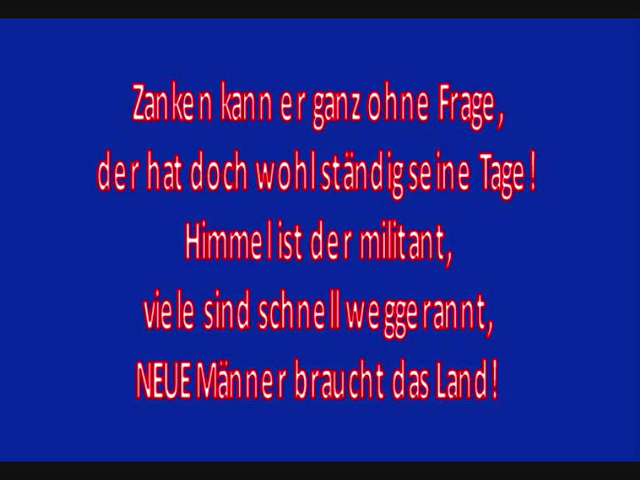 Zanken kann er ganz ohne Frage,
der hat doch wohl ständig seine Tage!
Himmel ist der militant,
viele sind schnell weggerannt,
NEUE Männer braucht das Land!